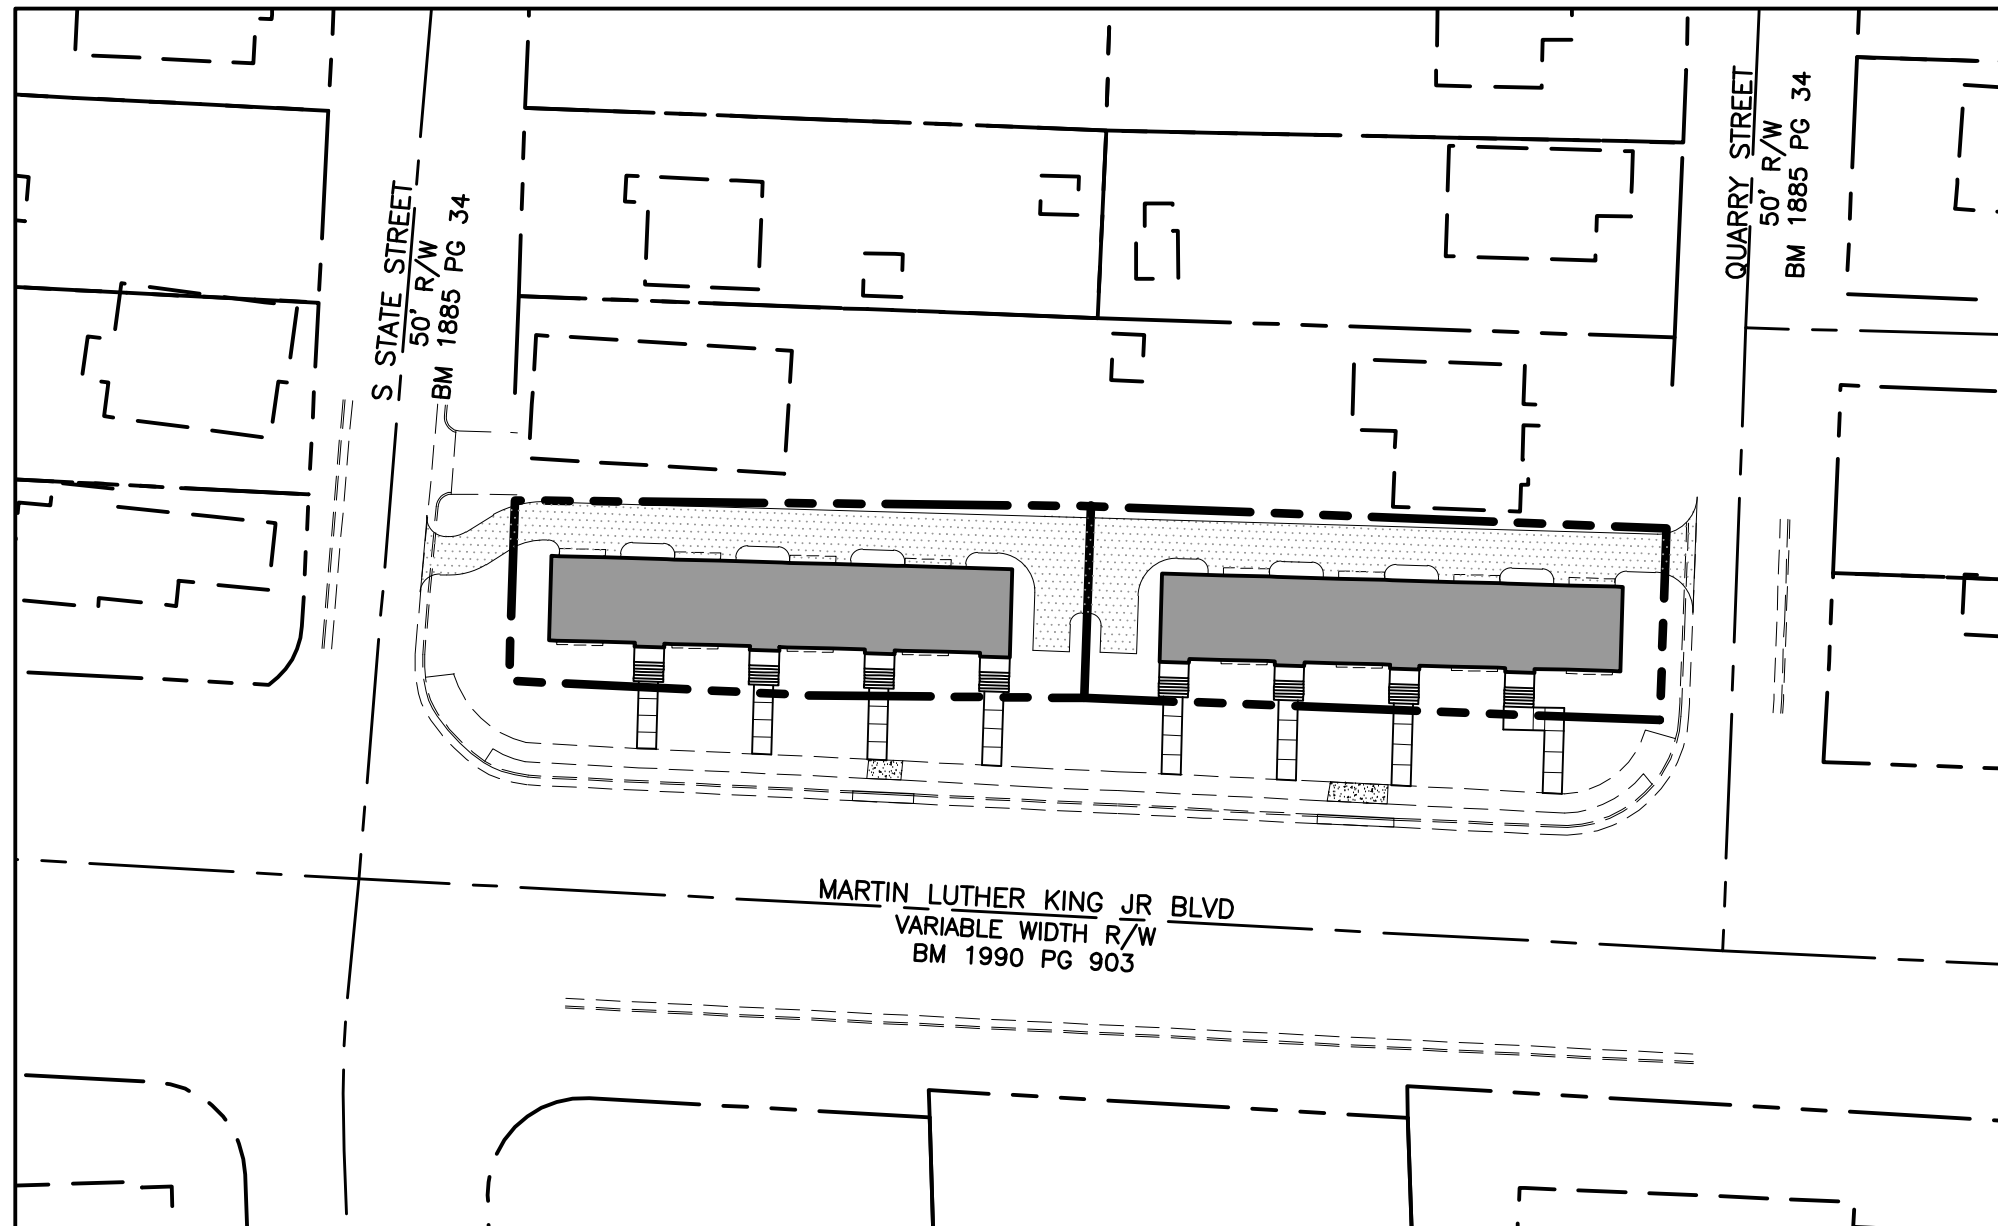 S STATE STREET
50' R/W
BM 1885 PG 34
QUARRY STREET
50' R/W
BM 1885 PG 34
MARTIN LUTHER KING JR BLVD
VARIABLE WIDTH R/W
BM 1990 PG 903